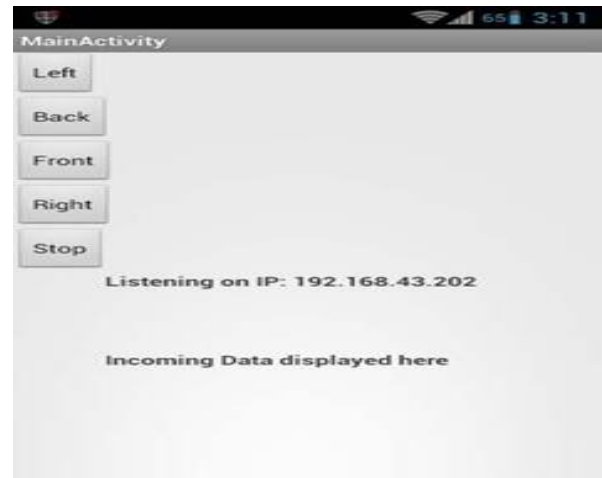 65 3:11
MainActivity
Left
Back
Front
Right
Stop
Listening on IP: 192.168.43.202
Incoming Data displayed here